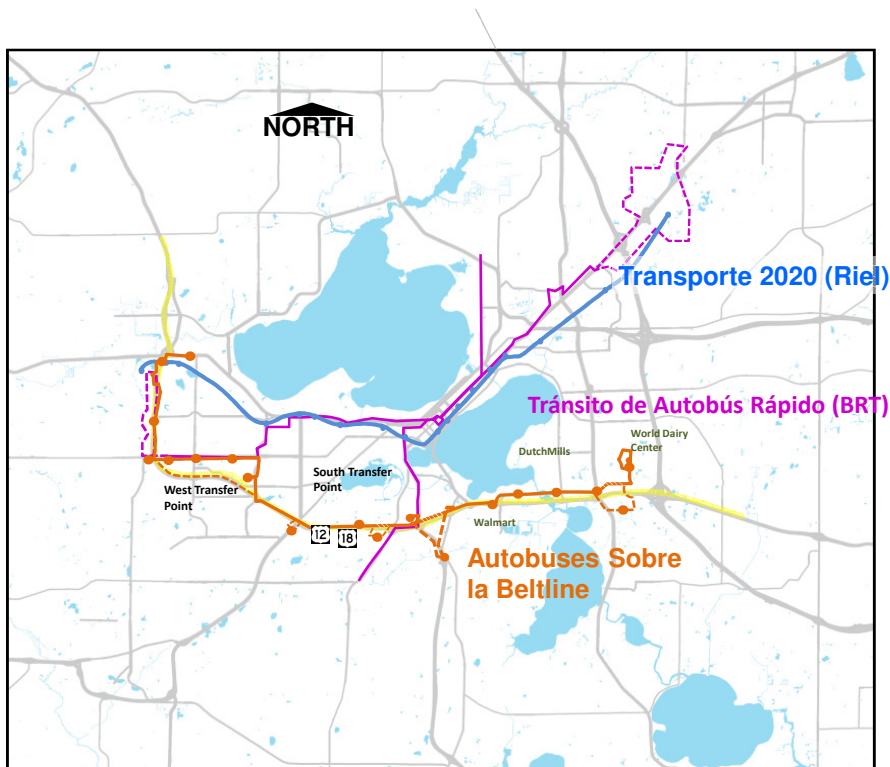 NORTH
Transporte 2020 (Riel)
Tránsito de Autobús Rápido (BRT)
World Dairy
Center
DutchMills
South Transfer
Point
West Transfer
Point
Walmart
12
18
Autobuses Sobre
la Beltline